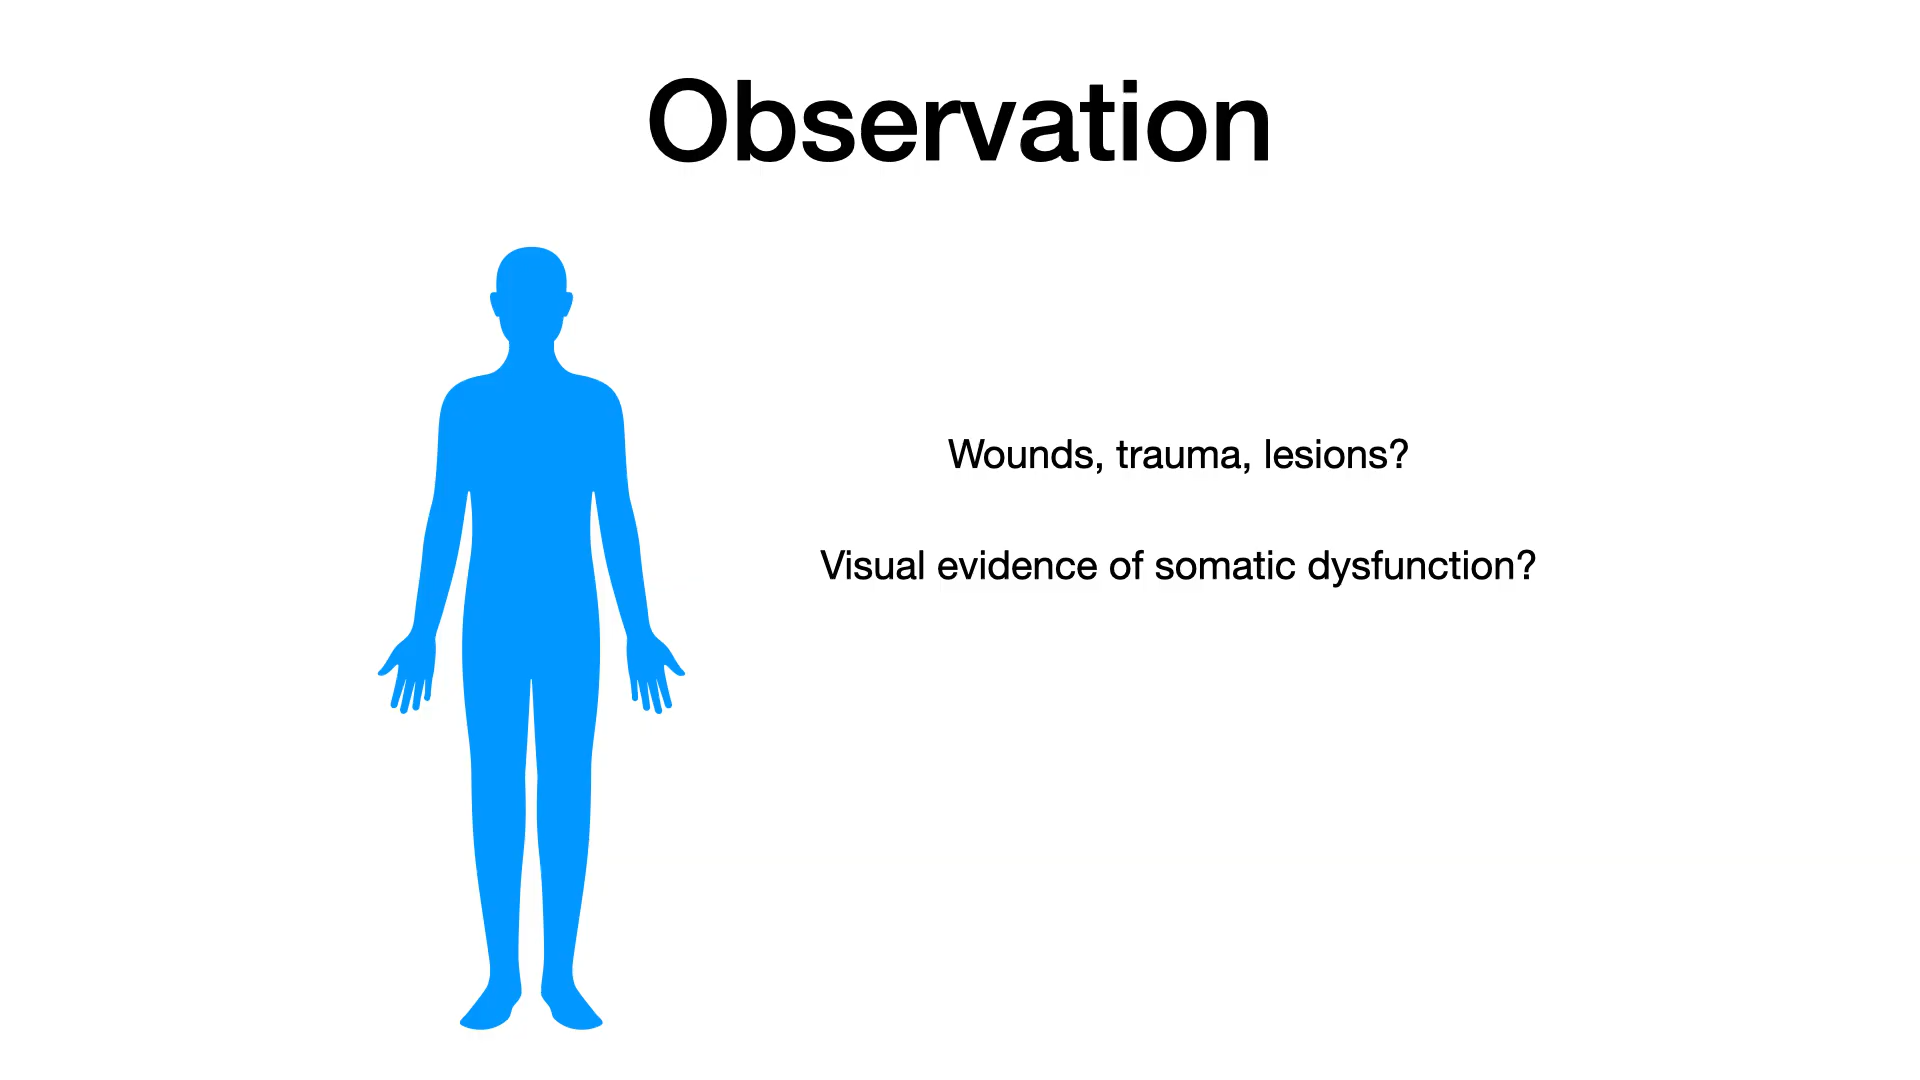 Observation
Wounds, trauma, lesions?
Visual evidence of somatic dysfunction?